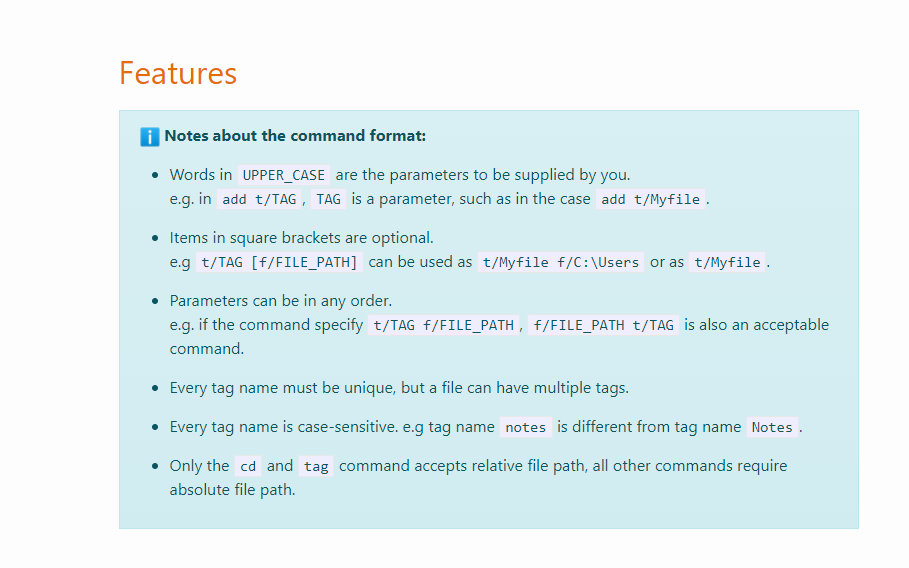 Features
Notes about the command format:
Words in UPPER_CASE are the parameters to be supplied by you.
e.g. in add t/TAG, TAG is a parameter, such as in the case add t/Myfile.
Items in square brackets are optional.
e.g t/TAG [f/FILE_PATH] can be used as t/Myfile f/C:\Users or as t/Myfile.
Parameters can be in any order.
e.g. if the command specify t/TAG f/FILE_PATH, f/FILE_PATH t/TAG is also an acceptable
command.
Every tag name must be unique, but a file can have multiple tags.
Every tag name is case-sensitive. e.g tag name notes is different from tag name Notes.
Only the cd and tag command accepts relative file path, all other commands require
absolute file path.